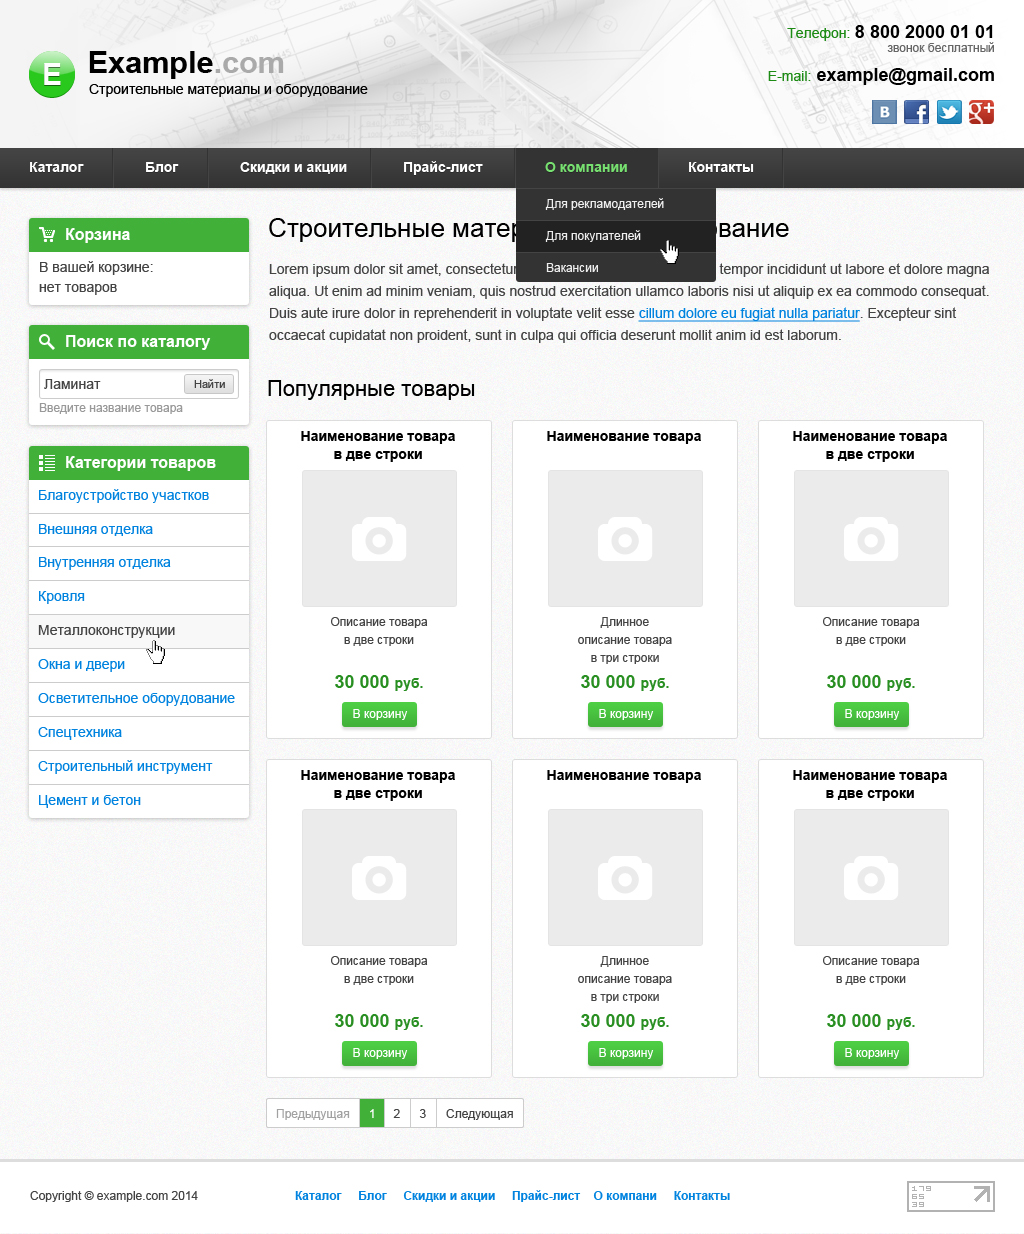 E
Example.com
Строительные материалы и оборудование
Телефон: 8 800 2000 01 01
звонок бесплатный
E-mail: example@gmail.com
Каталог Блог Скидки и акции Прайс-лист О компании Контакты
Для рекламодателей
Для покупателей
Вакансии
Корзина
В вашей корзине:
нет товаров
Поиск по каталогу
Ламинат Найти
Введите название товара
Категории товаров
Благоустройство участков
Внешняя отделка
Внутренняя отделка
Кровля
Металлоконструкции
Окна и двери
Осветительное оборудование
Спецтехника
Строительный инструмент
Цемент и бетон
Строительные
Lorem ipsum dolor sit amet, tempor incididunt ut labore et dolore magna
aliqua. Ut enim ad minim veniam, quis nostrud exercitation ullamco laboris nisi ut aliquip ex ea commodo consequat.
Duis aute irure dolor in reprehenderit in voluptate velit esse cillum dolore eu fugiat nulla pariatur. Excepteur sint
occaecat cupidatat non proident, sunt in culpa qui officia deserunt mollit anim id est laborum.
Популярные товары
Наименование товара
в две строки
Описание товара
в две строки
30 000 руб.
В корзину
Наименование товара
Длинное
описание товара
в три строки
30 000 руб.
В корзину
Наименование товара
в две строки
Описание товара
в две строки
30 000 руб.
В корзину
Наименование товара
в две строки
Описание товара
в две строки
30 000 руб.
В корзину
Наименование товара
Длинное
описание товара
в три строки
30 000 руб.
В корзину
Наименование товара
в две строки
Описание товара
в две строки
30 000 руб.
В корзину
Предыдущая 1 2 3 Следующая
Copyright © example.com 2014
Каталог Блог Скидки и акции Прайс-лист О компани Контакты
179
65
39